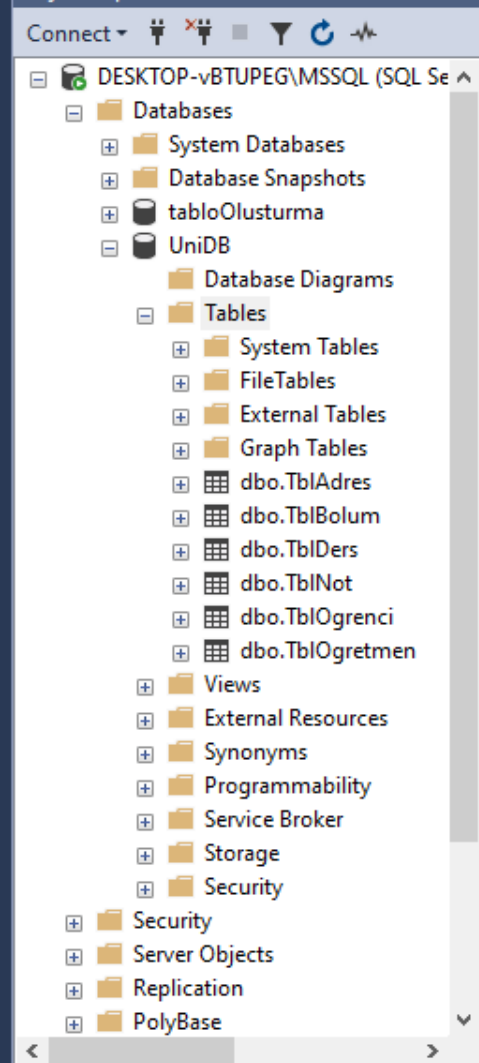 Connect
DESKTOP-vBTUPEG\MSSQL (SQL Se
Databases
System Databases
Database Snapshots
tabloOlusturma
UniDB
Database Diagrams
Tables
System Tables
FileTables
External Tables
Graph Tables
dbo.TblAdres
dbo.TblBolum
dbo.TblDers
dbo.TblNot
dbo.TblOgrenci
dbo.TblOgretmen
Views
External Resources
Synonyms
Programmability
Service Broker
Storage
Security
Security
Server Objects
Replication
PolyBase